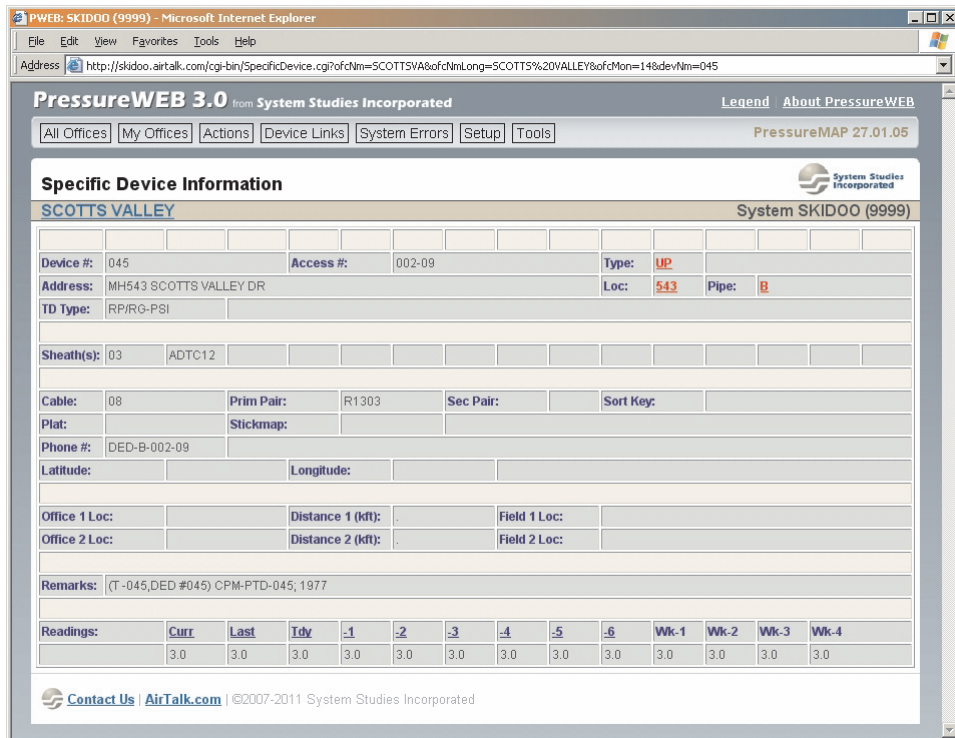 PWEB: SKIDOO (9999) - Microsoft Internet Explorer
File Edit View Favorites Tools Help
Address http://skidoo.airtalk.com/cgi-bin/SpecificDevice.cgi?ofcNm=SCOTTSVA&ofcNmLong=SCOTTS%20VALLEY&ofcMon=14&devNm=045
PressureWEB 3.0 from System Studies Incorporated Legend | About PressureWEB
All Offices My Offices Actions Device Links System Errors Setup Tools PressureMAP 27.01.05
Specific Device Information System Studies Incorporated
SCOTTS VALLEY System SKIDOO (9999)
Device #: 045 Access #: 002-09 Type: UP
Address: MH543 SCOTTS VALLEY DR Loc: 543 Pipe: B
TD Type: RP/RG-PSI
Sheath(s): 03 ADTC12
Cable: 08 Prim Pair: R1303 Sec Pair: Sort Key:
Plat: Stickmap:
Phone #: DED-B-002-09
Latitude: Longitude:
Office 1 Loc: Distance 1 (kft): . Field 1 Loc:
Office 2 Loc: Distance 2 (kft): . Field 2 Loc:
Remarks: (T-045,DED #045) CPM-PTD-045; 1977
Readings: Curr Last Tdy -1 -2 -3 -4 -5 -6 Wk-1 Wk-2 Wk-3 Wk-4
3.0 3.0 3.0 3.0 3.0 3.0 3.0 3.0 3.0 3.0 3.0 3.0 3.0
Contact Us | AirTalk.com | ©2007-2011 System Studies Incorporated